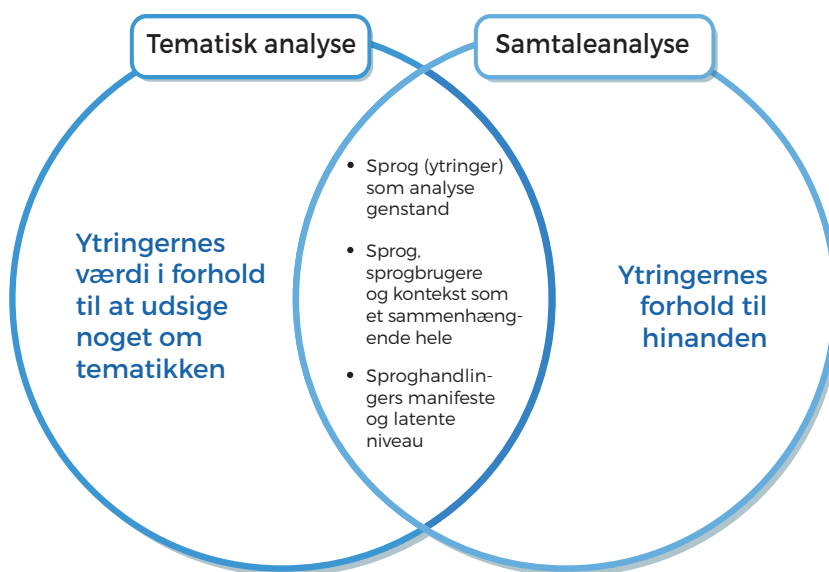 Tematisk analyse
Samtaleanalyse
Ytringernes
værdi i forhold
til at udsige
noget om
tematikken
• Sprog (ytringer)
som analyse
genstand
• Sprog,
sprogbrugere
og kontekst som
et sammenhæng-
ende hele
• Sproghandlin-
gers manifeste
og latente
niveau
Ytringernes
forhold til
hinanden